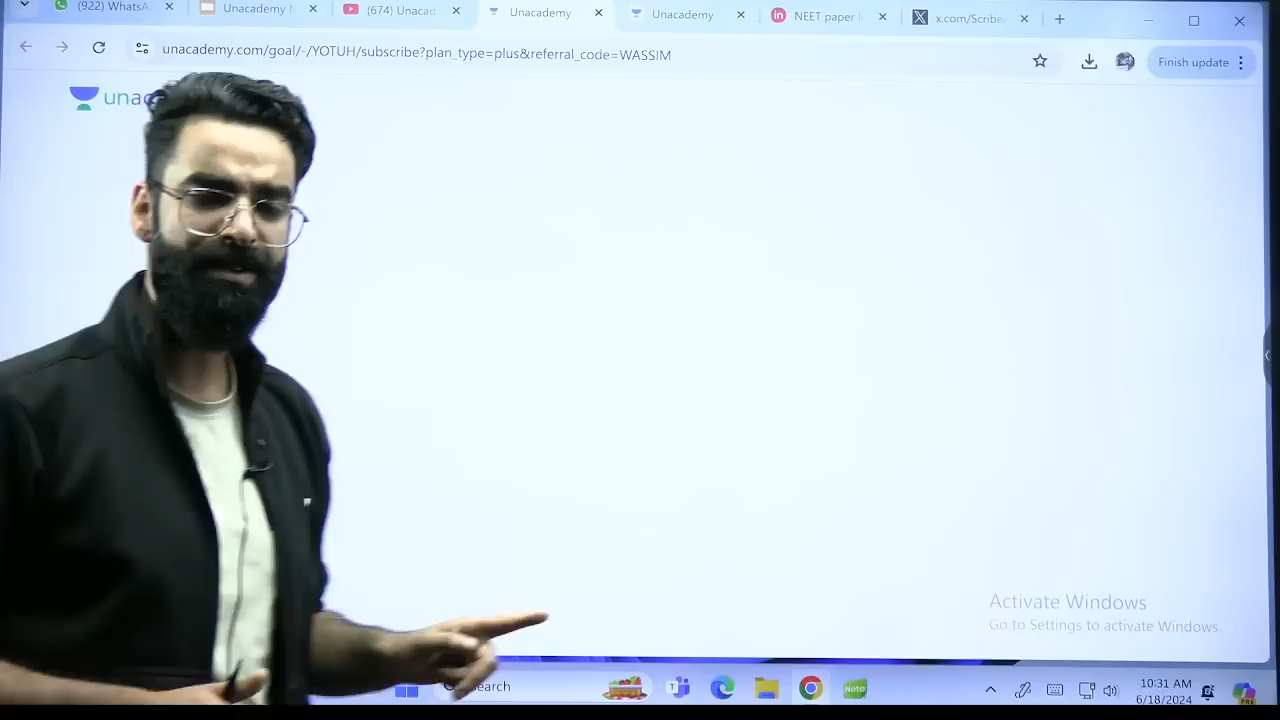 (922) WhatsA
Unacademy N
(674) Unacad
Unacademy
Unacademy
NEET paper l
x.com/Scribe
unacademy.com/goal/-/YOTUH/subscribe?plan_type=plus&referral_code=WASSIM
Finish update
unac
Activate Windows
Go to Settings to activate Windows.
Search
Note
10:31 AM
6/18/2024
PRE